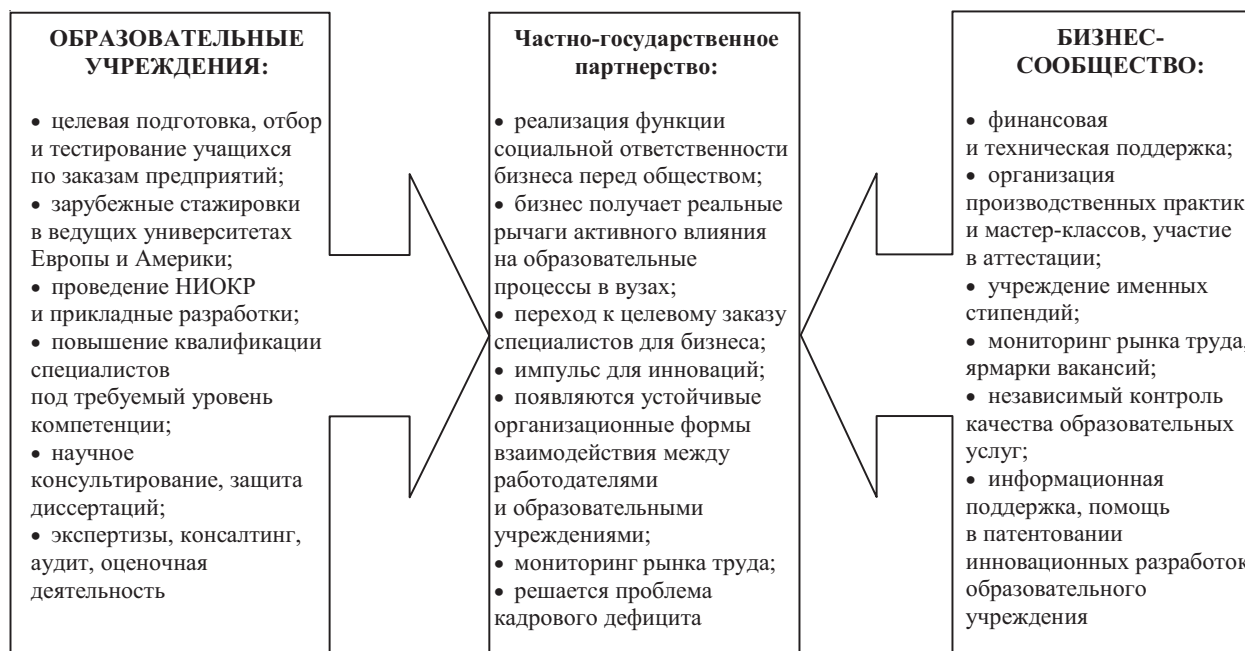 ОБРАЗОВАТЕЛЬНЫЕ
УЧРЕЖДЕНИЯ:
• целевая подготовка, отбор
и тестирование учащихся
по заказам предприятий;
• зарубежные стажировки
в ведущих университетах
Европы и Америки;
• проведение НИОКР
и прикладные разработки;
• повышение квалификации
специалистов
под требуемый уровень
компетенции;
• научное
консультирование, защита
диссертаций;
• экспертизы, консалтинг,
аудит, оценочная
деятельность
Частно-государственное
партнерство:
• реализация функции
социальной ответственности
бизнеса перед обществом;
• бизнес получает реальные
рычаги активного влияния
на образовательные
процессы в вузах;
• переход к целевому заказу
специалистов для бизнеса;
• импульс для инноваций;
• появляются устойчивые
организационные формы
взаимодействия между
работодателями
и образовательными
учреждениями;
• мониторинг рынка труда;
• решается проблема
кадрового дефицита
БИЗНЕС-
СООБЩЕСТВО:
• финансовая
и техническая поддержка;
• организация
производственных практик
и мастер-классов, участие
в аттестации;
• учреждение именных
стипендий;
• мониторинг рынка труда,
ярмарки вакансий;
• независимый контроль
качества образовательных
услуг;
• информационная
поддержка, помощь
в патентовании
инновационных разработок
образовательного
учреждения